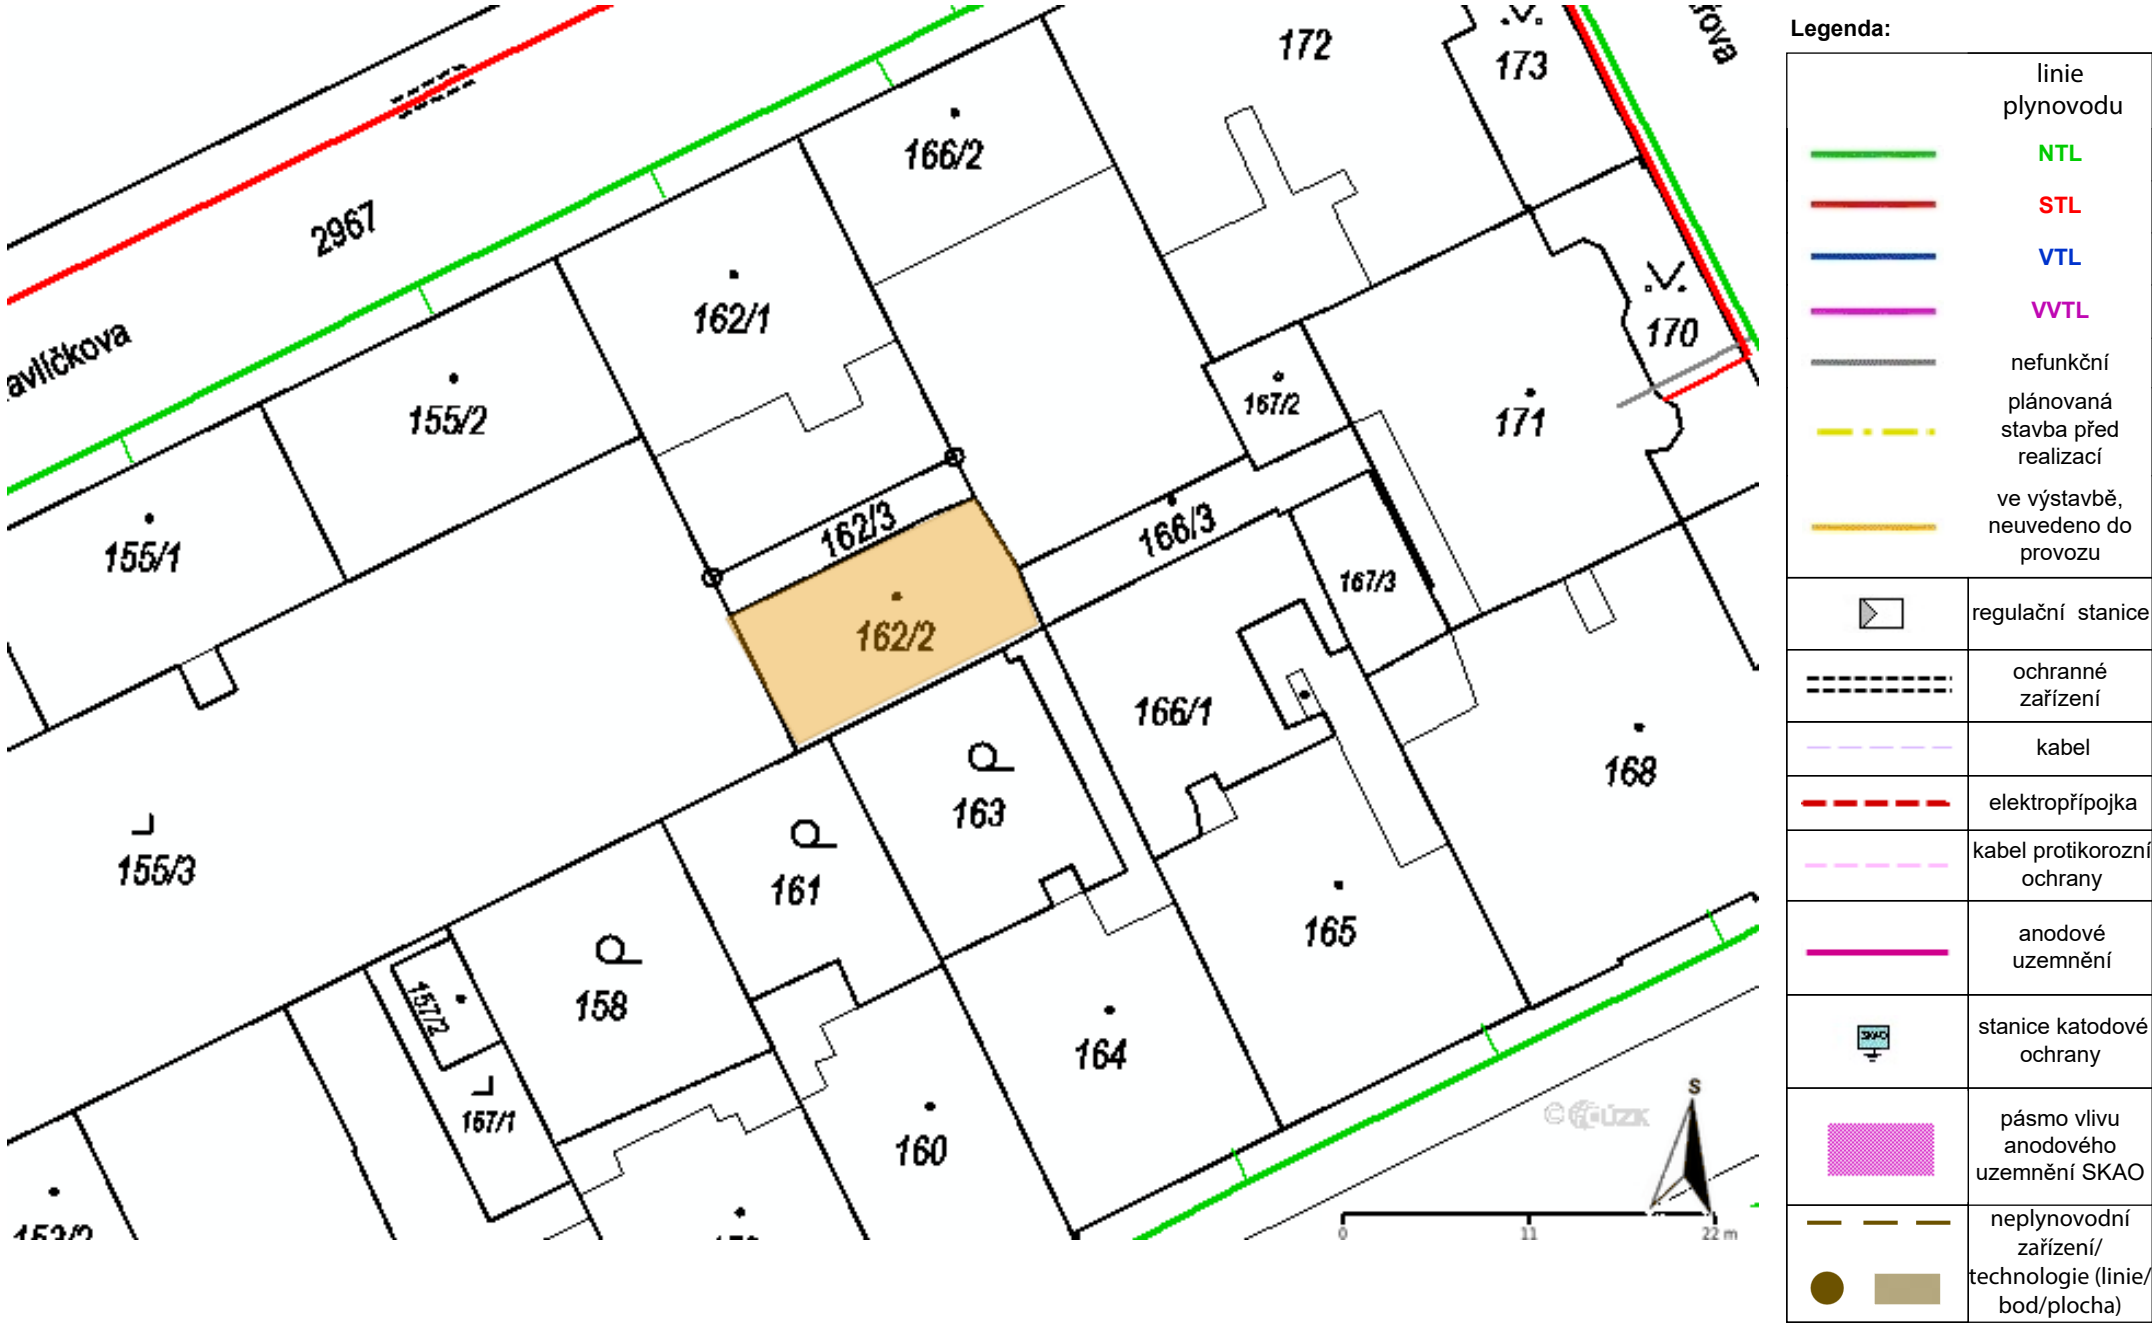 172
173
166/2
2967
162/1
avlíčkova
155/2
155/1
162/3
162/2
166/3
167/2
171
170
167/3
166/1
168
163
161
155/3
165
158
157/2
157/1
164
160
© ČÚZK
S
0 11 22 m
Legenda:
linie
plynovodu
NTL
STL
VTL
VVTL
nefunkční
plánovaná
stavba před
realizací
ve výstavbě,
neuvedeno do
provozu
regulační stanice
ochranné
zařízení
kabel
elektropřípojka
kabel protikorozní
ochrany
anodové
uzemnění
SKAO
stanice katodové
ochrany
pásmo vlivu
anodového
uzemnění SKAO
neplynovodní
zařízení/
technologie (linie/
bod/plocha)